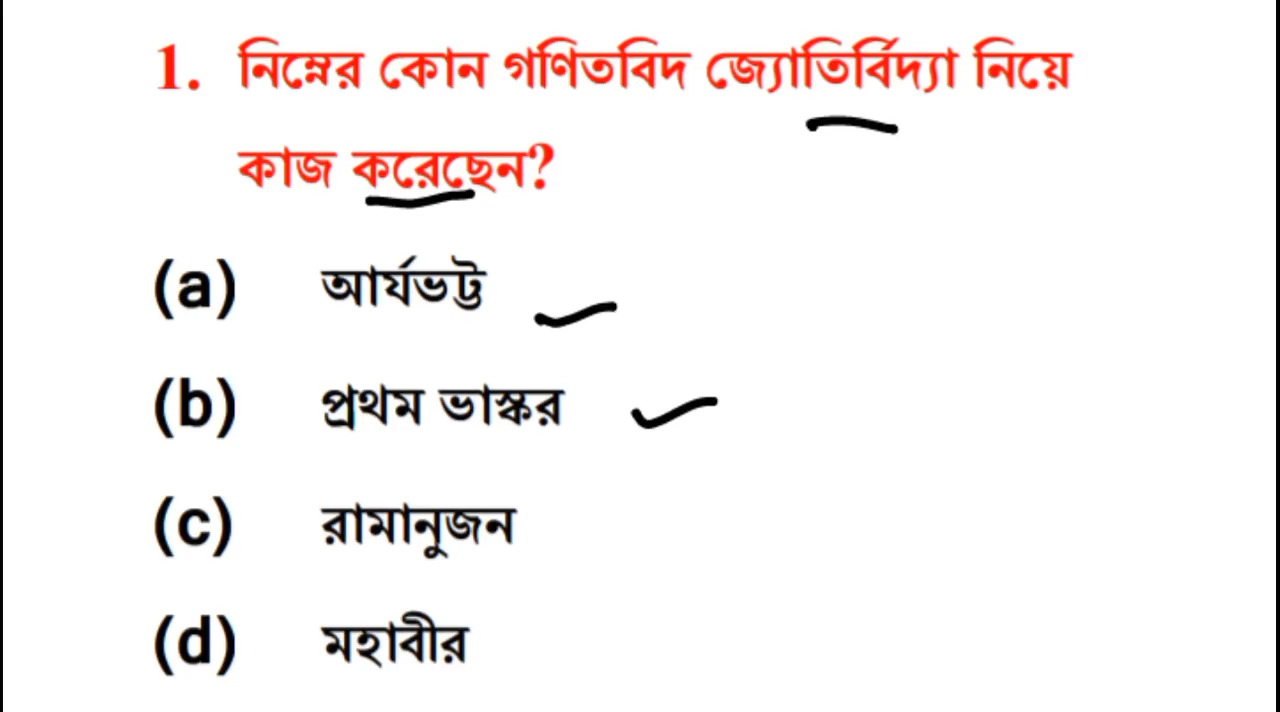 1. নিম্নের কোন গণিতবিদ জ্যোতির্বিদ্যা নিয়ে
কাজ করেছেন?
(a) আর্যভট্ট
(b) প্রথম ভাস্কর
(c) রামানুজন
(d) মহাবীর